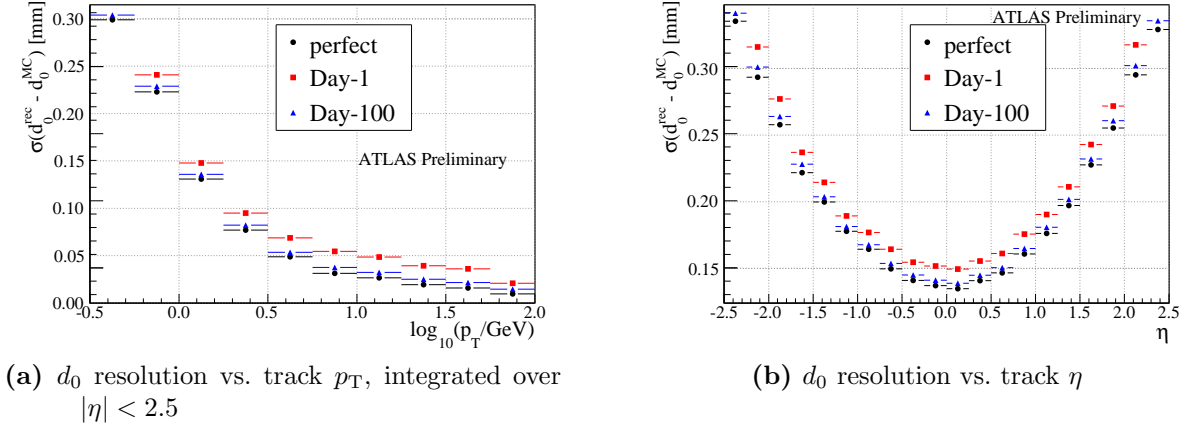 σ(d₀ʳᵉᶜ - d₀ᴹᶜ) [mm]
0.30
0.25
0.20
0.15
0.10
0.05
0.00
perfect
Day-1
Day-100
ATLAS Preliminary
-0.5 0.0 0.5 1.0 1.5 2.0
log₁₀(p_T/GeV)
(a) d₀ resolution vs. track p_T, integrated over
|η| < 2.5
σ(d₀ʳᵉᶜ - d₀ᴹᶜ) [mm]
0.30
0.25
0.20
0.15
ATLAS Preliminary
perfect
Day-1
Day-100
-2.5 -2.0 -1.5 -1.0 -0.5 0.0 0.5 1.0 1.5 2.0 2.5
η
(b) d₀ resolution vs. track η